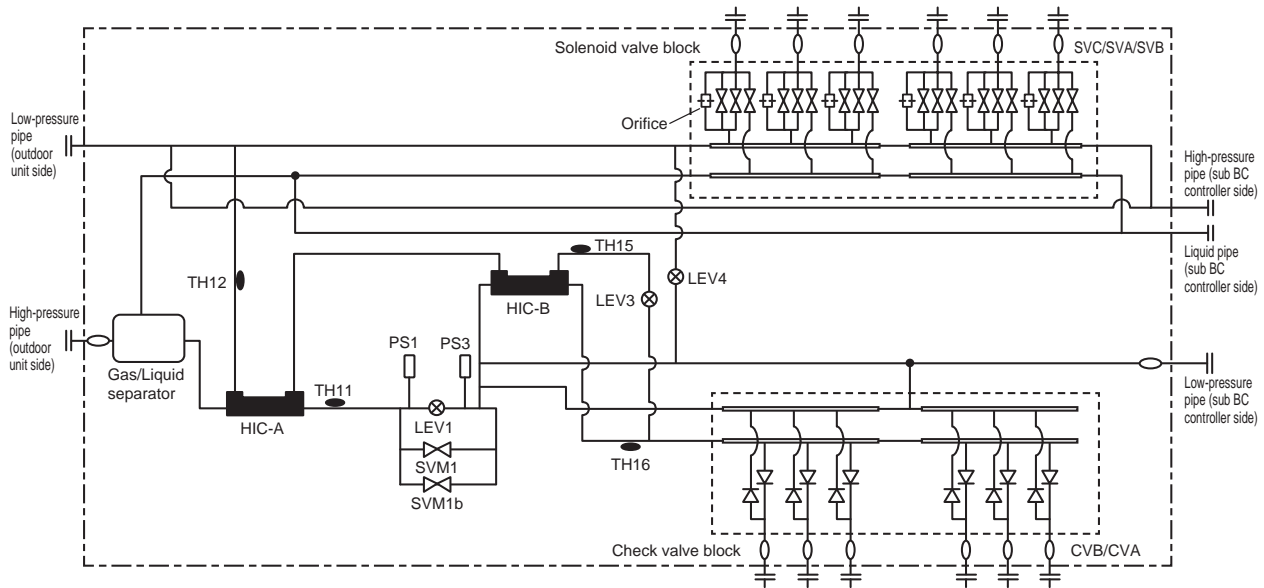 Solenoid valve block
SVC/SVA/SVB
Orifice
Low-pressure
pipe
(outdoor
unit side)
High-pressure
pipe (sub BC
controller side)
Liquid pipe
(sub BC
controller side)
TH15
TH12
LEV4
LEV3
HIC-B
High-pressure
pipe
(outdoor
unit side)
PS1
PS3
Gas/Liquid
separator
TH11
Low-pressure
pipe (sub BC
controller side)
HIC-A
LEV1
TH16
SVM1
SVM1b
Check valve block
CVB/CVA